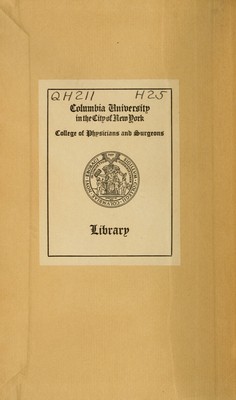 QH211 H25
Columbia University
in the City of New York
College of Physicians and Surgeons
Library